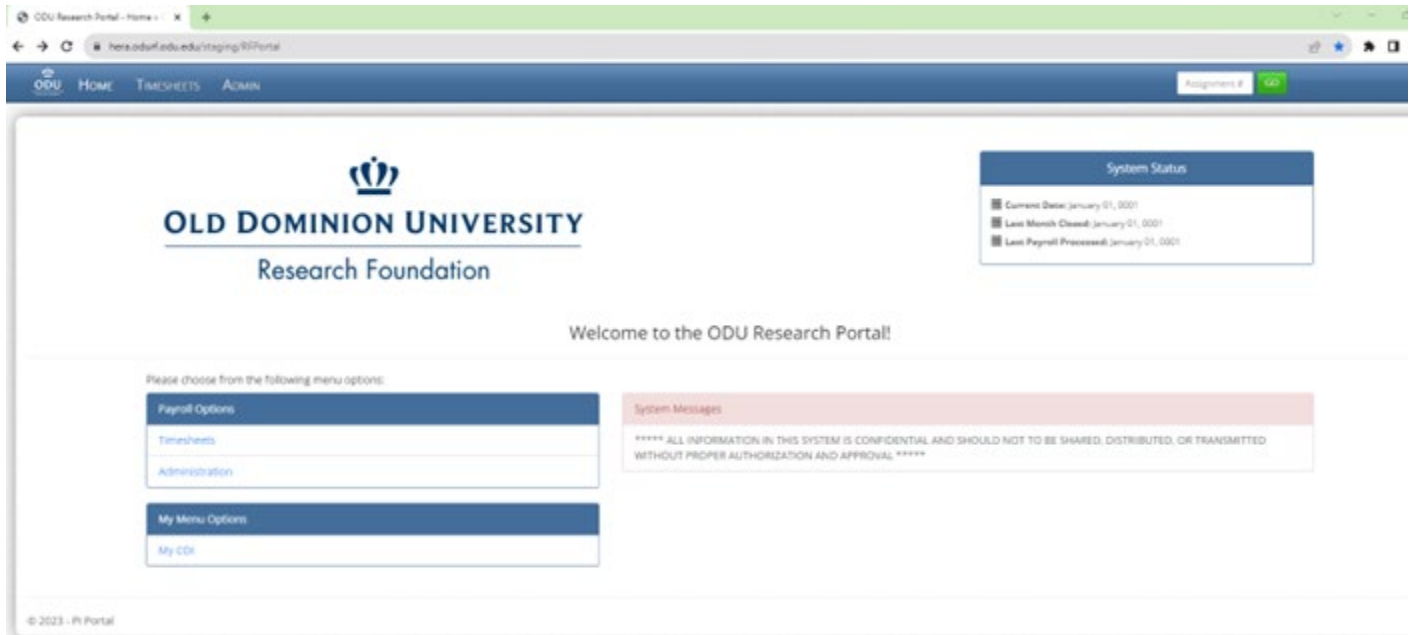 ODU Research Portal - Home
hera.odurf.odu.edu/staging/RFPortal
ODU HOME TIMESHEETS ADMIN
Assignment # GO
OLD DOMINION UNIVERSITY
Research Foundation
System Status
Current Date: January 01, 0001
Last Month Closed: January 01, 0001
Last Payroll Processed: January 01, 0001
Welcome to the ODU Research Portal!
Please choose from the following menu options:
Payroll Options
Timesheets
Administration
System Messages
***** ALL INFORMATION IN THIS SYSTEM IS CONFIDENTIAL AND SHOULD NOT TO BE SHARED, DISTRIBUTED, OR TRANSMITTED
WITHOUT PROPER AUTHORIZATION AND APPROVAL *****
My Menu Options
My CDI
© 2023 - PI Portal